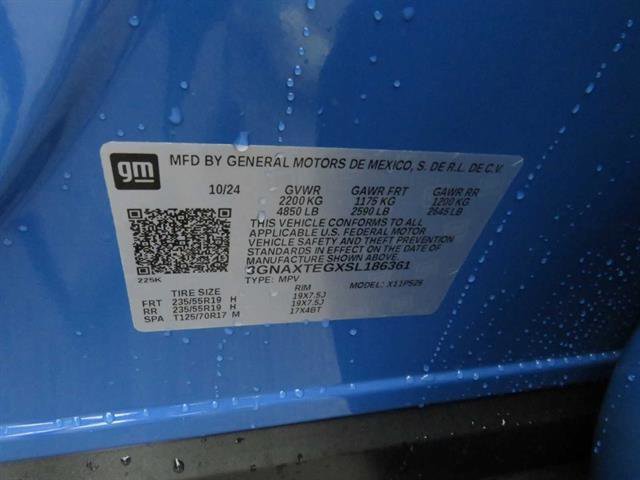 gm MFD BY GENERAL MOTORS DE MEXICO, S. DE R.L. DE C.V.
10/24 GVWR GAWR FRT GAWR RR
2200 KG 1175 KG 1200 KG
4850 LB 2590 LB 2645 LB
THIS VEHICLE CONFORMS TO ALL
APPLICABLE U.S. FEDERAL MOTOR
VEHICLE SAFETY AND THEFT PREVENTION
STANDARDS IN EFFECT ON THE DATE OF
MANUFACTURE SHOWN ABOVE.
3GNAXTEGXSL186361
225K TYPE: MPV MODEL: X11PS26
TIRE SIZE RIM
FRT 235/55R19 H 19X7.5J
RR 235/55R19 H 19X7.5J
SPA T125/70R17 M 17X4BT